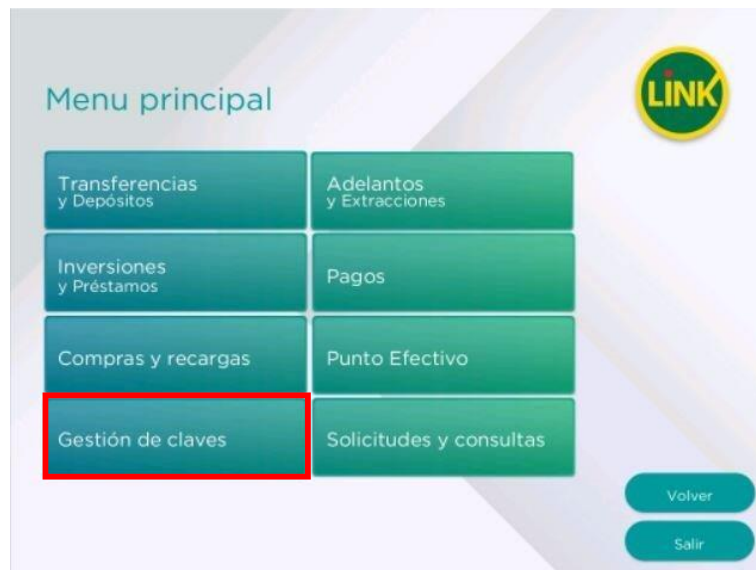 Menu principal
LINK
Transferencias
y Depósitos
Adelantos
y Extracciones
Inversiones
y Préstamos
Pagos
Compras y recargas
Punto Efectivo
Gestión de claves
Solicitudes y consultas
Volver
Salir